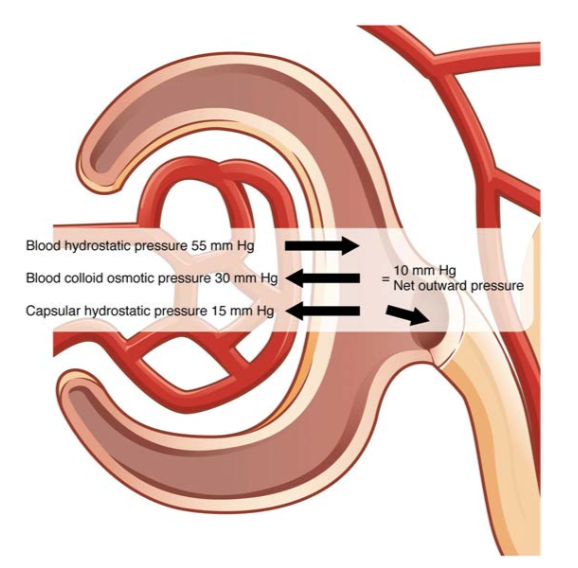 Blood hydrostatic pressure 55 mm Hg
Blood colloid osmotic pressure 30 mm Hg
= 10 mm Hg
Net outward pressure
Capsular hydrostatic pressure 15 mm Hg